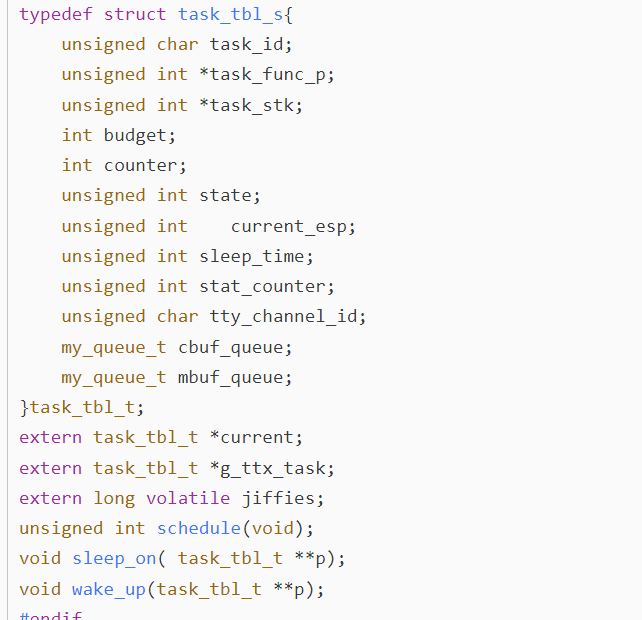 typedef struct task_tbl_s{
    unsigned char task_id;
    unsigned int *task_func_p;
    unsigned int *task_stk;
    int budget;
    int counter;
    unsigned int state;
    unsigned int    current_esp;
    unsigned int sleep_time;
    unsigned int stat_counter;
    unsigned char tty_channel_id;
    my_queue_t cbuf_queue;
    my_queue_t mbuf_queue;
}task_tbl_t;
extern task_tbl_t *current;
extern task_tbl_t *g_ttx_task;
extern long volatile jiffies;
unsigned int schedule(void);
void sleep_on( task_tbl_t **p);
void wake_up(task_tbl_t **p);
#endif